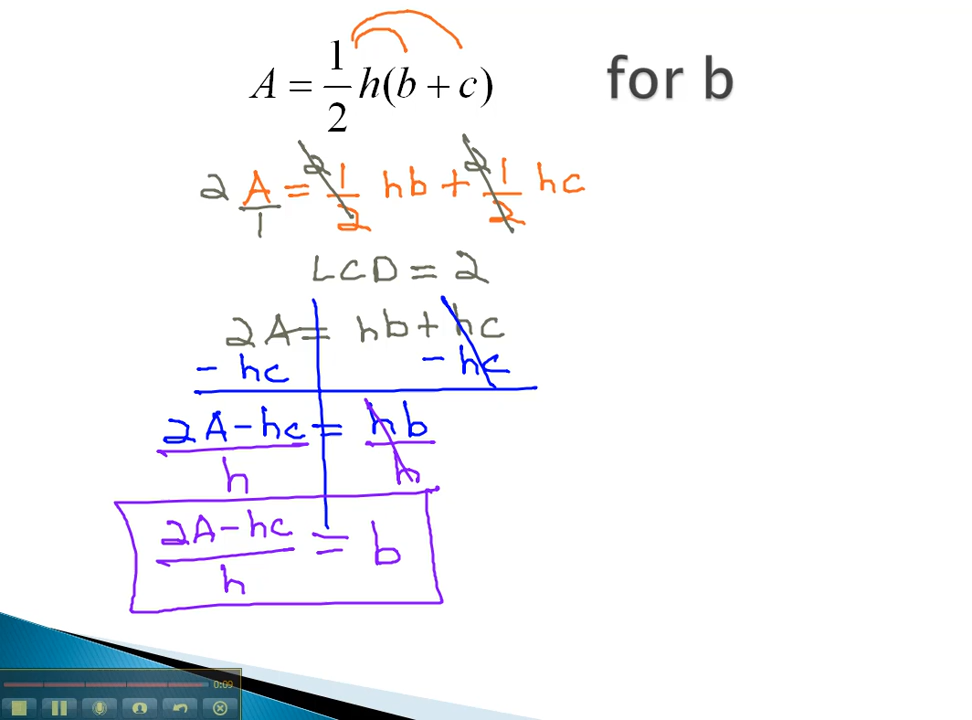 A = 1/2 h(b + c) for b
2 A/1 = 2 1/2 hb + 2 1/2 hc
LCD = 2
2A = hb + hc
- hc - hc
2A - hc = hb
h h
2A - hc = b
h
0:09